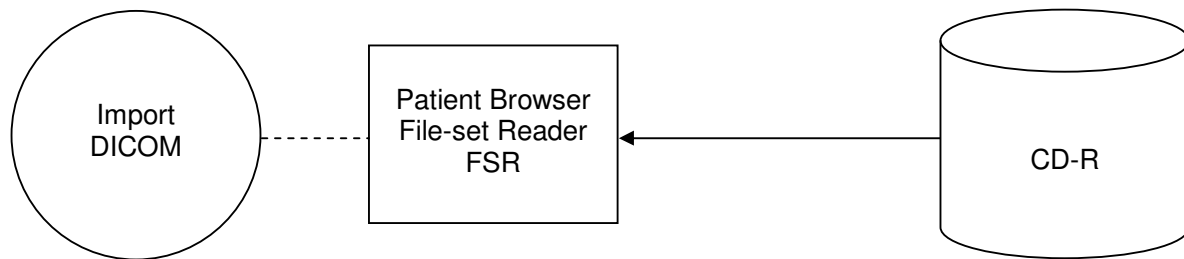 Import
DICOM
Patient Browser
File-set Reader
FSR
CD-R